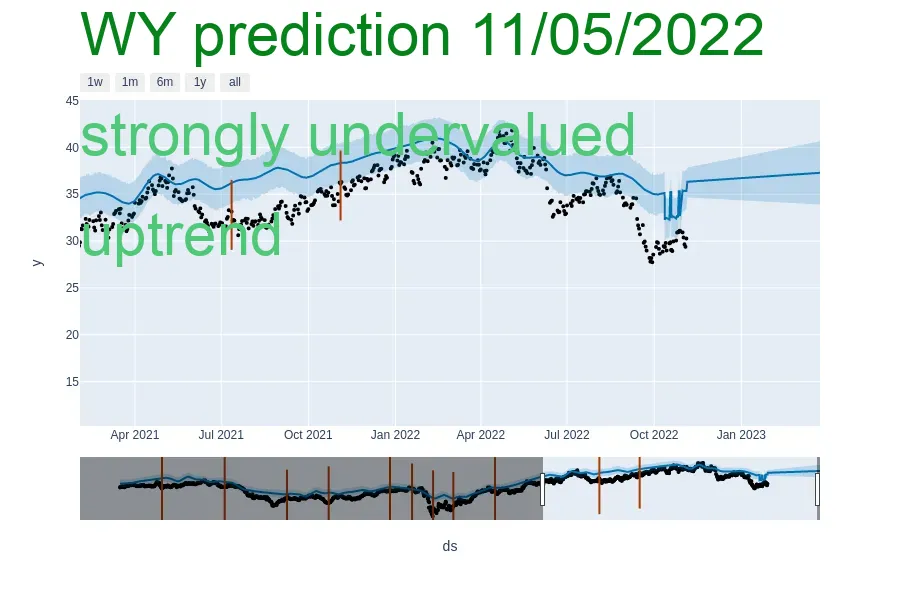 WY prediction 11/05/2022
1w 1m 6m 1y all
45
strongly undervalued
40
35
uptrend
30
y
25
20
15
Apr 2021 Jul 2021 Oct 2021 Jan 2022 Apr 2022 Jul 2022 Oct 2022 Jan 2023
ds